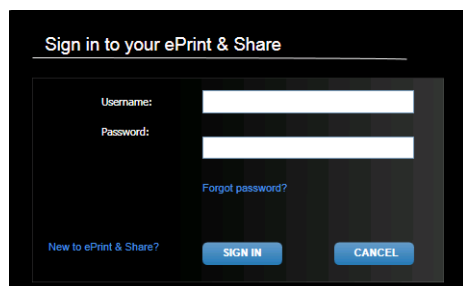 Sign in to your ePrint & Share
Username:
Password:
Forgot password?
New to ePrint & Share?
SIGN IN
CANCEL